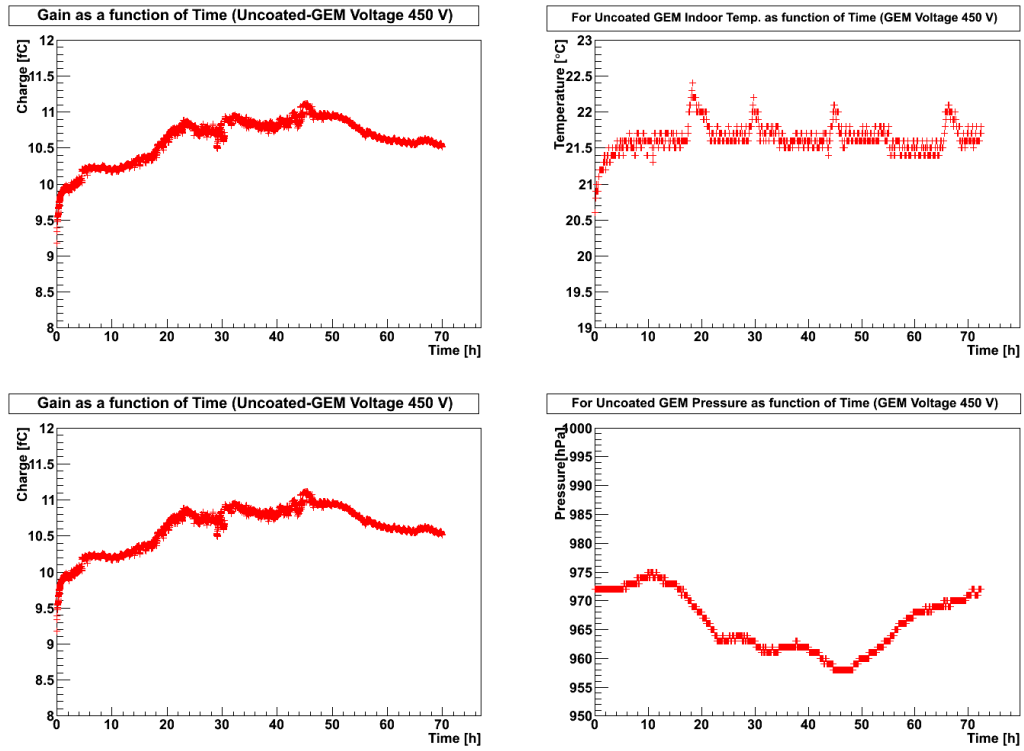 Gain as a function of Time (Uncoated-GEM Voltage 450 V)
Charge [fC]
12
11.5
11
10.5
10
9.5
9
8.5
8
0 10 20 30 40 50 60 70
Time [h]
For Uncoated GEM Indoor Temp. as function of Time (GEM Voltage 450 V)
Temperature [°C]
23
22.5
22
21.5
21
20.5
20
19.5
19
0 10 20 30 40 50 60 70
Time [h]
Gain as a function of Time (Uncoated-GEM Voltage 450 V)
Charge [fC]
12
11.5
11
10.5
10
9.5
9
8.5
8
0 10 20 30 40 50 60 70
Time [h]
For Uncoated GEM Pressure as function of Time (GEM Voltage 450 V)
Pressure[hPa]
1000
995
990
985
980
975
970
965
960
955
950
0 10 20 30 40 50 60 70
Time [h]